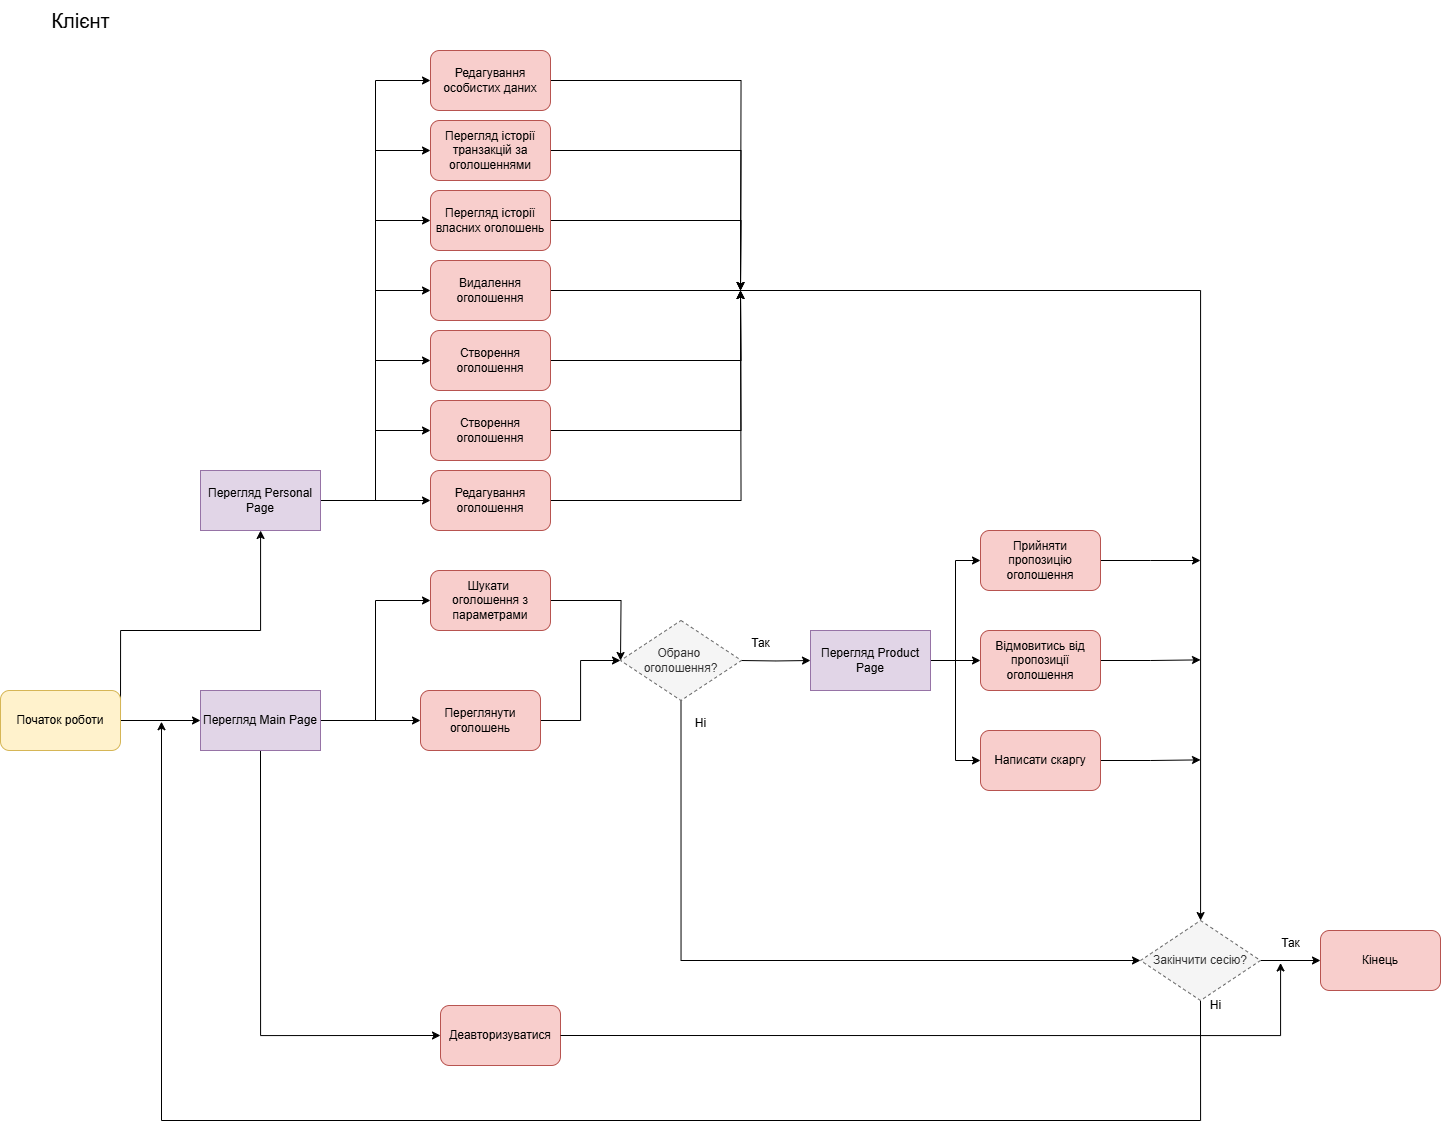 Клієнт
Редагування
особистих даних
Перегляд історії
транзакцій за
оголошеннями
Перегляд історії
власних оголошень
Видалення
оголошення
Створення
оголошення
Створення
оголошення
Перегляд Personal
Page
Редагування
оголошення
Шукати
оголошення з
параметрами
Прийняти
пропозицію
оголошення
Обрано
оголошення?
Так
Перегляд Product
Page
Відмовитись від
пропозиції
оголошення
Початок роботи
Перегляд Main Page
Переглянути
оголошень
Ні
Написати скаргу
Закінчити сесію?
Так
Кінець
Ні
Деавторизуватися